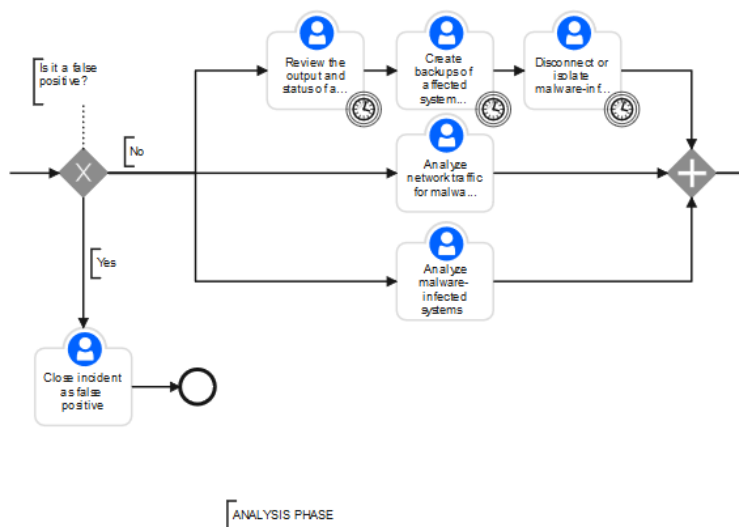 Is it a false
positive?
X
No
Yes
Review the
output and
status of a...
Create
backups of
affected
system...
Disconnect or
isolate
malware-inf...
Analyze
network traffic
for malwa...
Analyze
malware-
infected
systems
Close incident
as false
positive
ANALYSIS PHASE